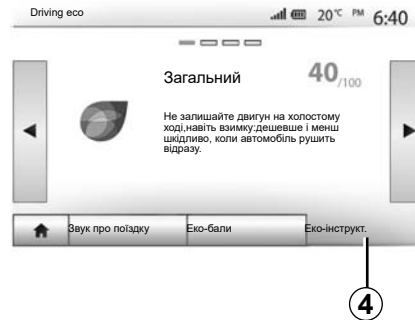 Driving eco 20°C PM 6:40
Загальний 40/100
Не залишайте двигун на холостому
ході,навіть взимку:дешевше і менш
шкідливо, коли автомобіль рушить
відразу.
Звук про поїздку Еко-бали Еко-інструкт.
4